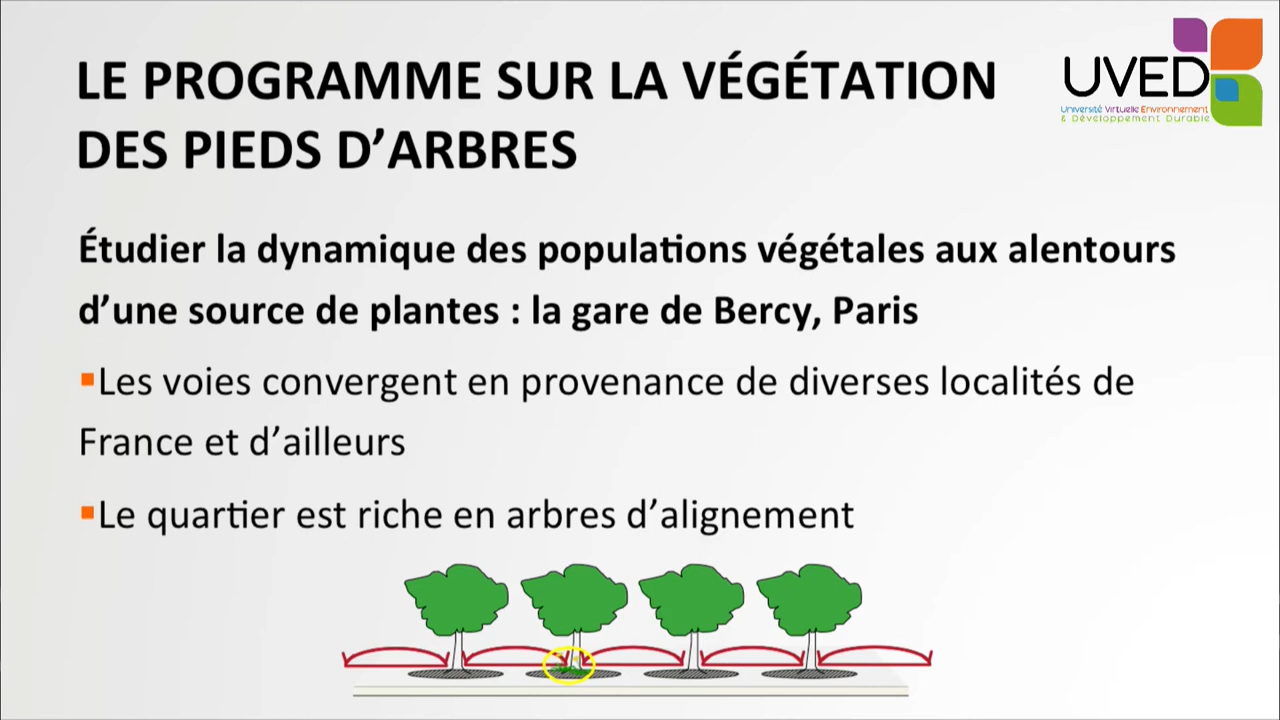 LE PROGRAMME SUR LA VÉGÉTATION
DES PIEDS D’ARBRES
UVED
Université Virtuelle Environnement
& Développement Durable
Étudier la dynamique des populations végétales aux alentours
d’une source de plantes : la gare de Bercy, Paris
▪Les voies convergent en provenance de diverses localités de
France et d’ailleurs
▪Le quartier est riche en arbres d’alignement